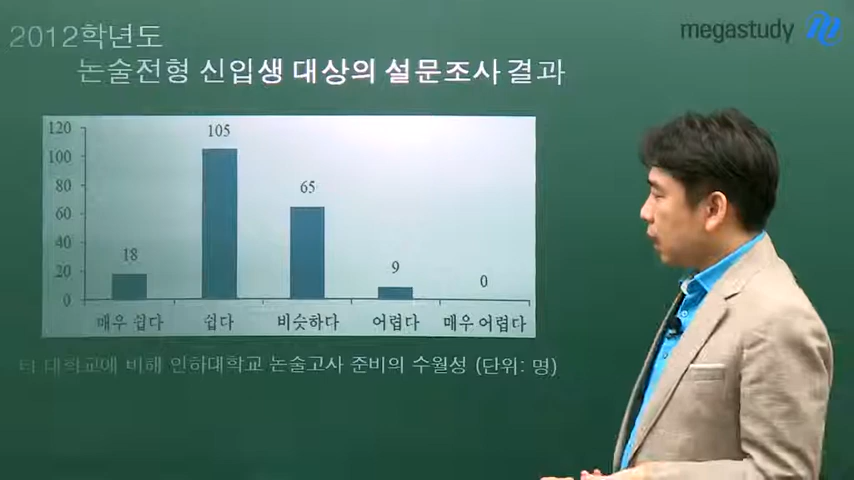 2012학년도
megastudy
논술전형 신입생 대상의 설문조사 결과
120
105
100
80
65
60
40
18
20
9
0
0
매우 쉽다 쉽다 비슷하다 어렵다 매우 어렵다
타 대학교에 비해 인하대학교 논술고사 준비의 수월성 (단위: 명)